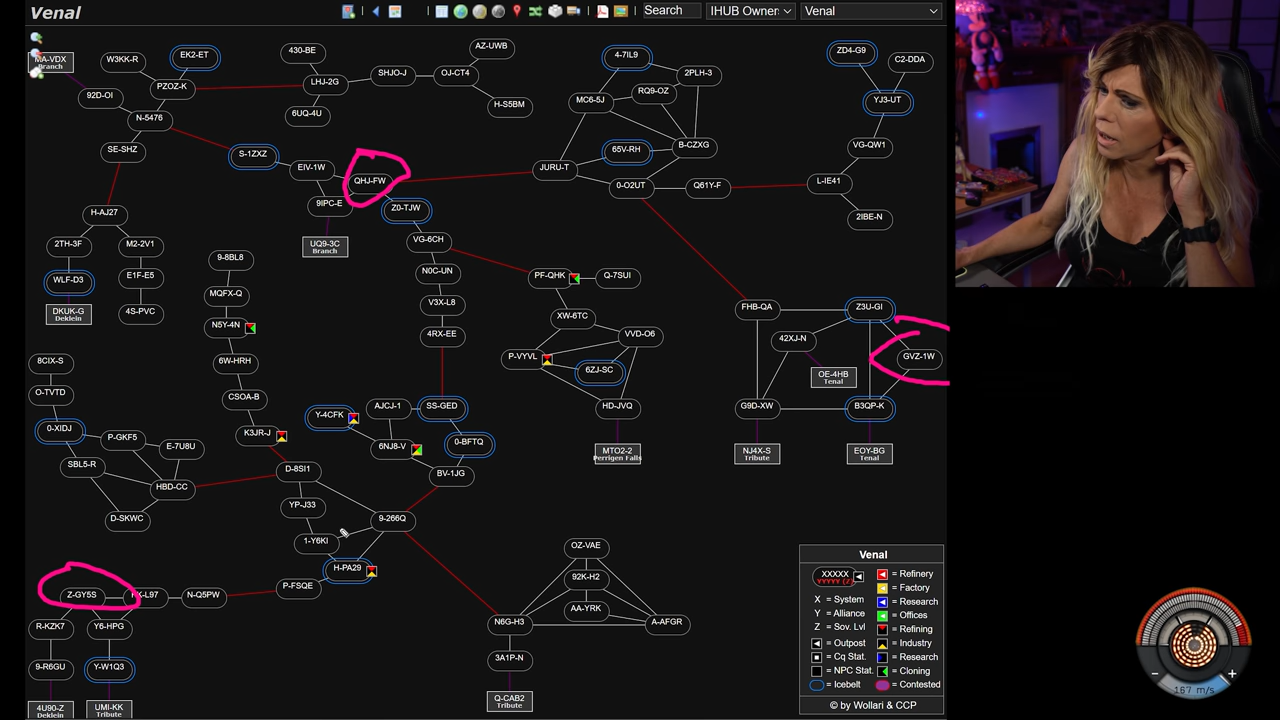 Venal
Search
IHUB Owner
Venal
MA-VDX
Branch
W3KK-R
EK2-ET
430-BE
AZ-UWB
4-7IL9
ZD4-G9
C2-DDA
92D-OI
PZOZ-K
LHJ-2G
SHJO-J
OJ-CT4
2PLH-3
RQ9-OZ
MC6-5J
YJ3-UT
N-5476
6UQ-4U
H-S5BM
SE-SHZ
S-1ZXZ
EIV-1W
QHJ-FW
65V-RH
B-CZXG
VG-QW1
JURU-T
0-O2UT
Q61Y-F
L-IE41
9IPC-E
Z0-TJW
2IBE-N
H-AJ27
2TH-3F
M2-2V1
UQ9-3C
Branch
VG-6CH
9-8BL8
N0C-UN
PF-QHK
Q-7SUI
WLF-D3
E1F-E5
MQFX-Q
V3X-L8
FHB-QA
Z3U-GI
DKUK-G
Deklein
4S-PVC
N5Y-4N
4RX-EE
XW-6TC
VVD-O6
42XJ-N
8CIX-S
6W-HRH
P-VYVL
6ZJ-SC
GVZ-1W
OE-4HB
Tenal
O-TVTD
CSOA-B
Y-4CFK
AJCJ-1
SS-GED
HD-JVQ
G9D-XW
B3QP-K
0-XIDJ
P-GKF5
E-7U8U
K3JR-J
6NJ8-V
0-BFTQ
MTO2-2
Perrigen Falls
NJ4X-S
Tribute
EOY-BG
Tenal
SBL5-R
HBD-CC
D-8SI1
BV-1JG
D-SKWC
YP-J33
9-266Q
1-Y6KI
OZ-VAE
H-PA29
92K-H2
P-FSQE
Z-GY5S
N-Q5PW
AA-YRK
R-KZK7
Y6-HPG
N6G-H3
A-AFGR
9-R6GU
Y-W1Q3
3A1P-N
4U90-Z
Deklein
UMI-KK
Tribute
Q-CAB2
Tribute
Venal
XXXXX
YYYYY (Z)
X = System
Y = Alliance
Z = Sov. Lvl
= Outpost
= Cq Stat.
= NPC Stat.
= Icebelt
= Refinery
= Factory
= Research
= Offices
= Refining
= Industry
= Research
= Cloning
= Contested
© by Wollari & CCP
167 m/s